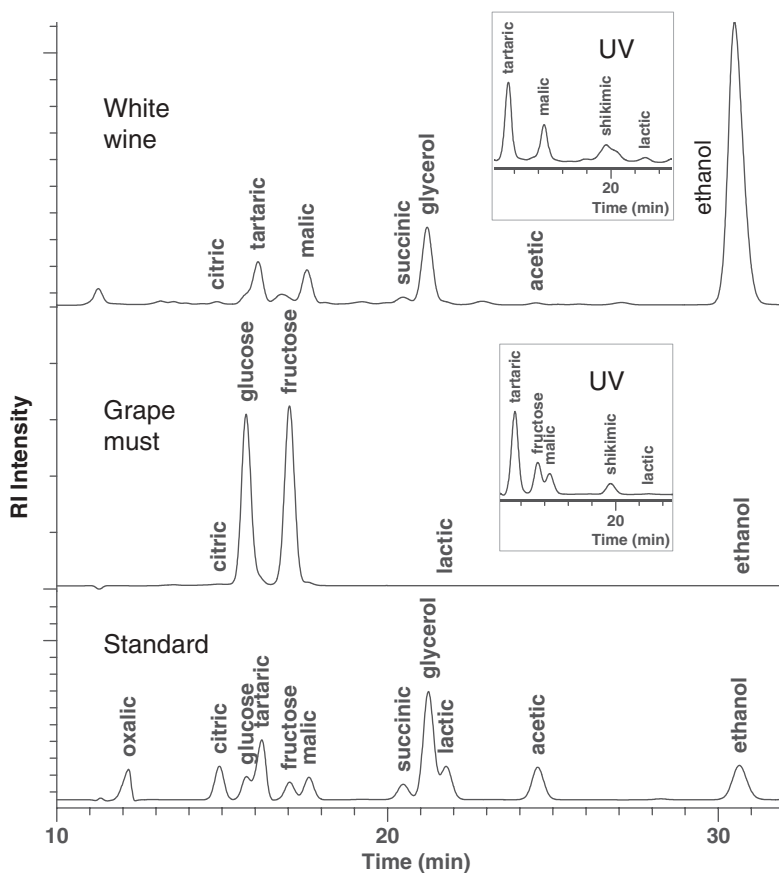 RI Intensity
White
wine
citric
tartaric
malic
succinic
glycerol
acetic
ethanol
UV
tartaric
malic
shikimic
lactic
20
Time (min)
Grape
must
citric
glucose
fructose
lactic
ethanol
UV
tartaric
fructose
malic
shikimic
lactic
20
Time (min)
Standard
oxalic
citric
glucose
tartaric
fructose
malic
succinic
glycerol
lactic
acetic
ethanol
10
20
30
Time (min)